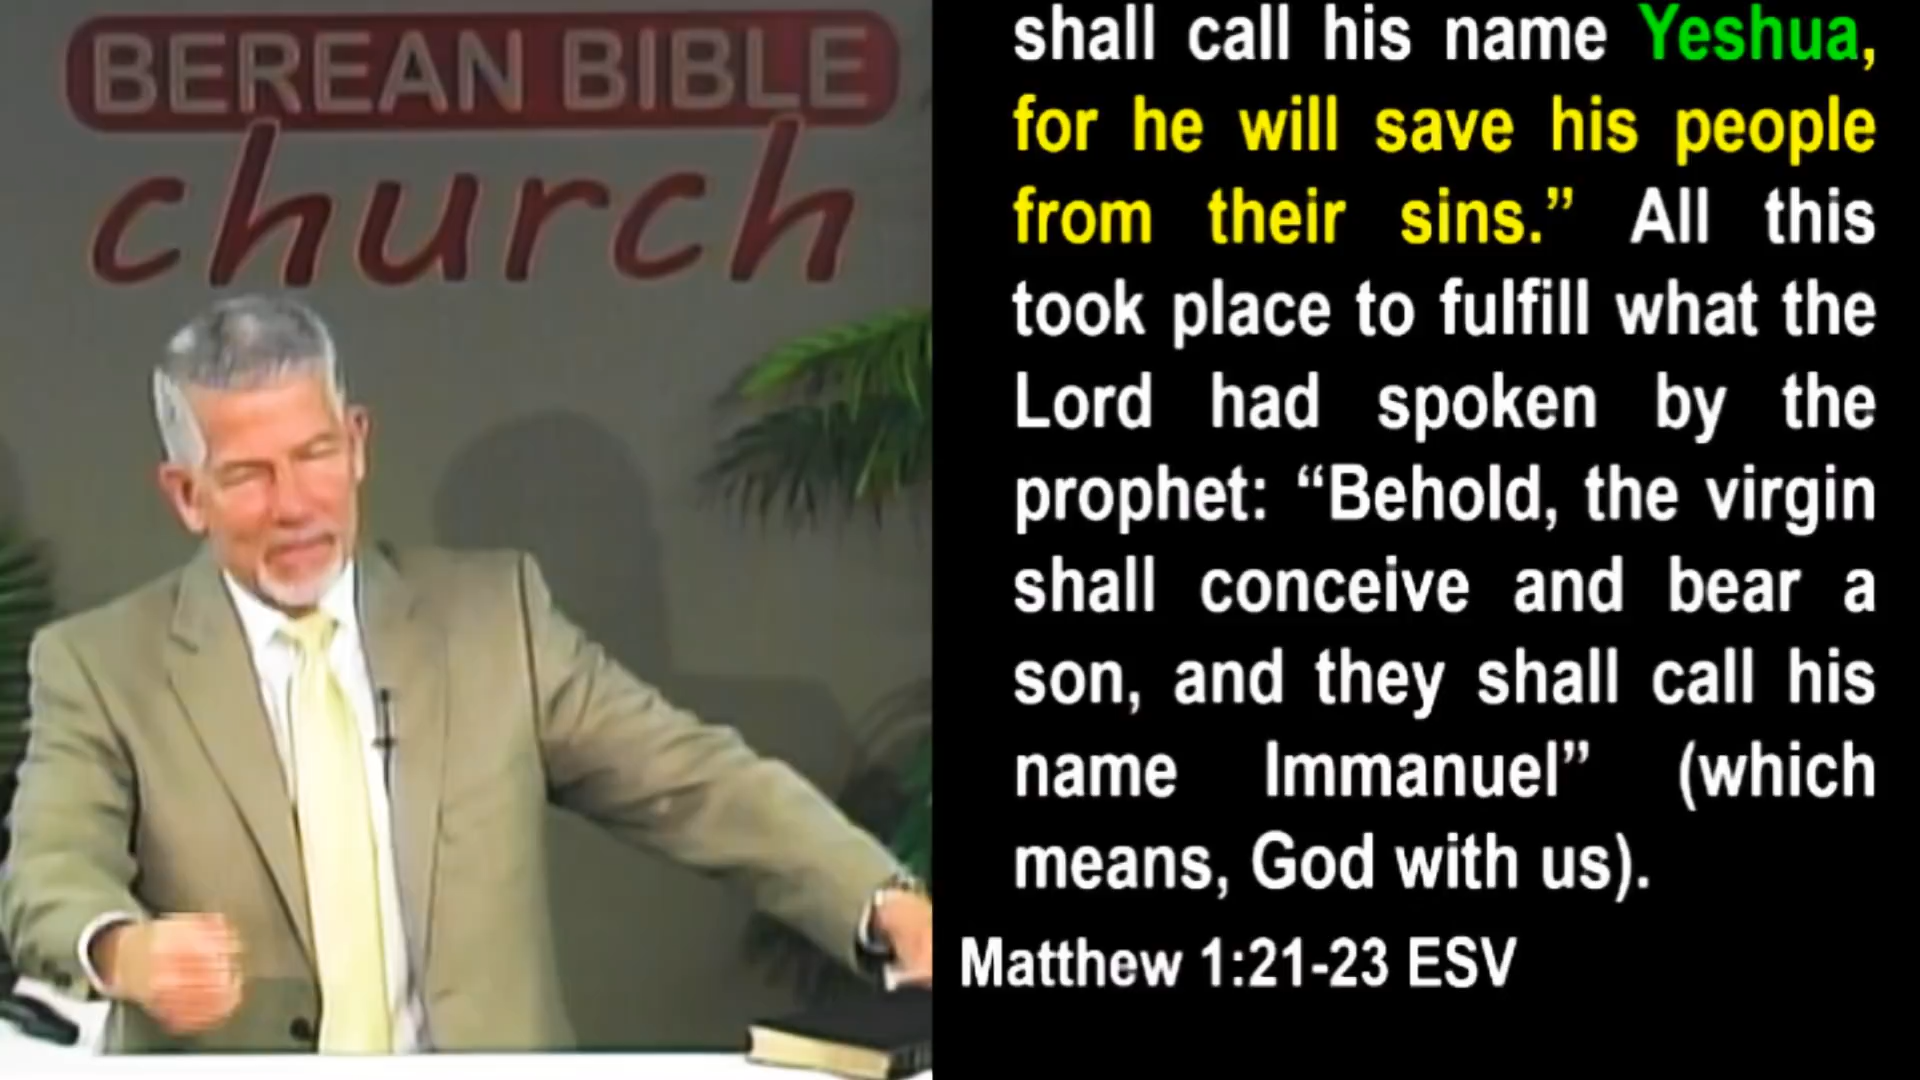 BEREAN BIBLE
church
shall call his name Yeshua,
for he will save his people
from their sins.” All this
took place to fulfill what the
Lord had spoken by the
prophet: “Behold, the virgin
shall conceive and bear a
son, and they shall call his
name Immanuel” (which
means, God with us).
Matthew 1:21-23 ESV